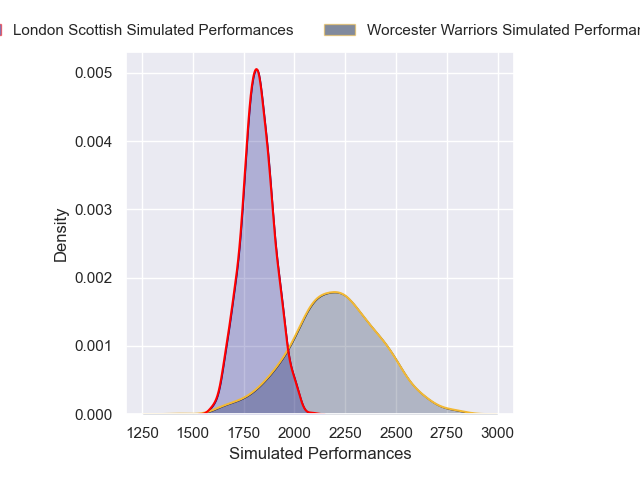 London Scottish Simulated Performances
Worcester Warriors Simulated
0.005
0.004
0.003
0.002
0.001
0.000
Density
1250 1500 1750 2000 2250 2500 2750 3000
Simulated Performances